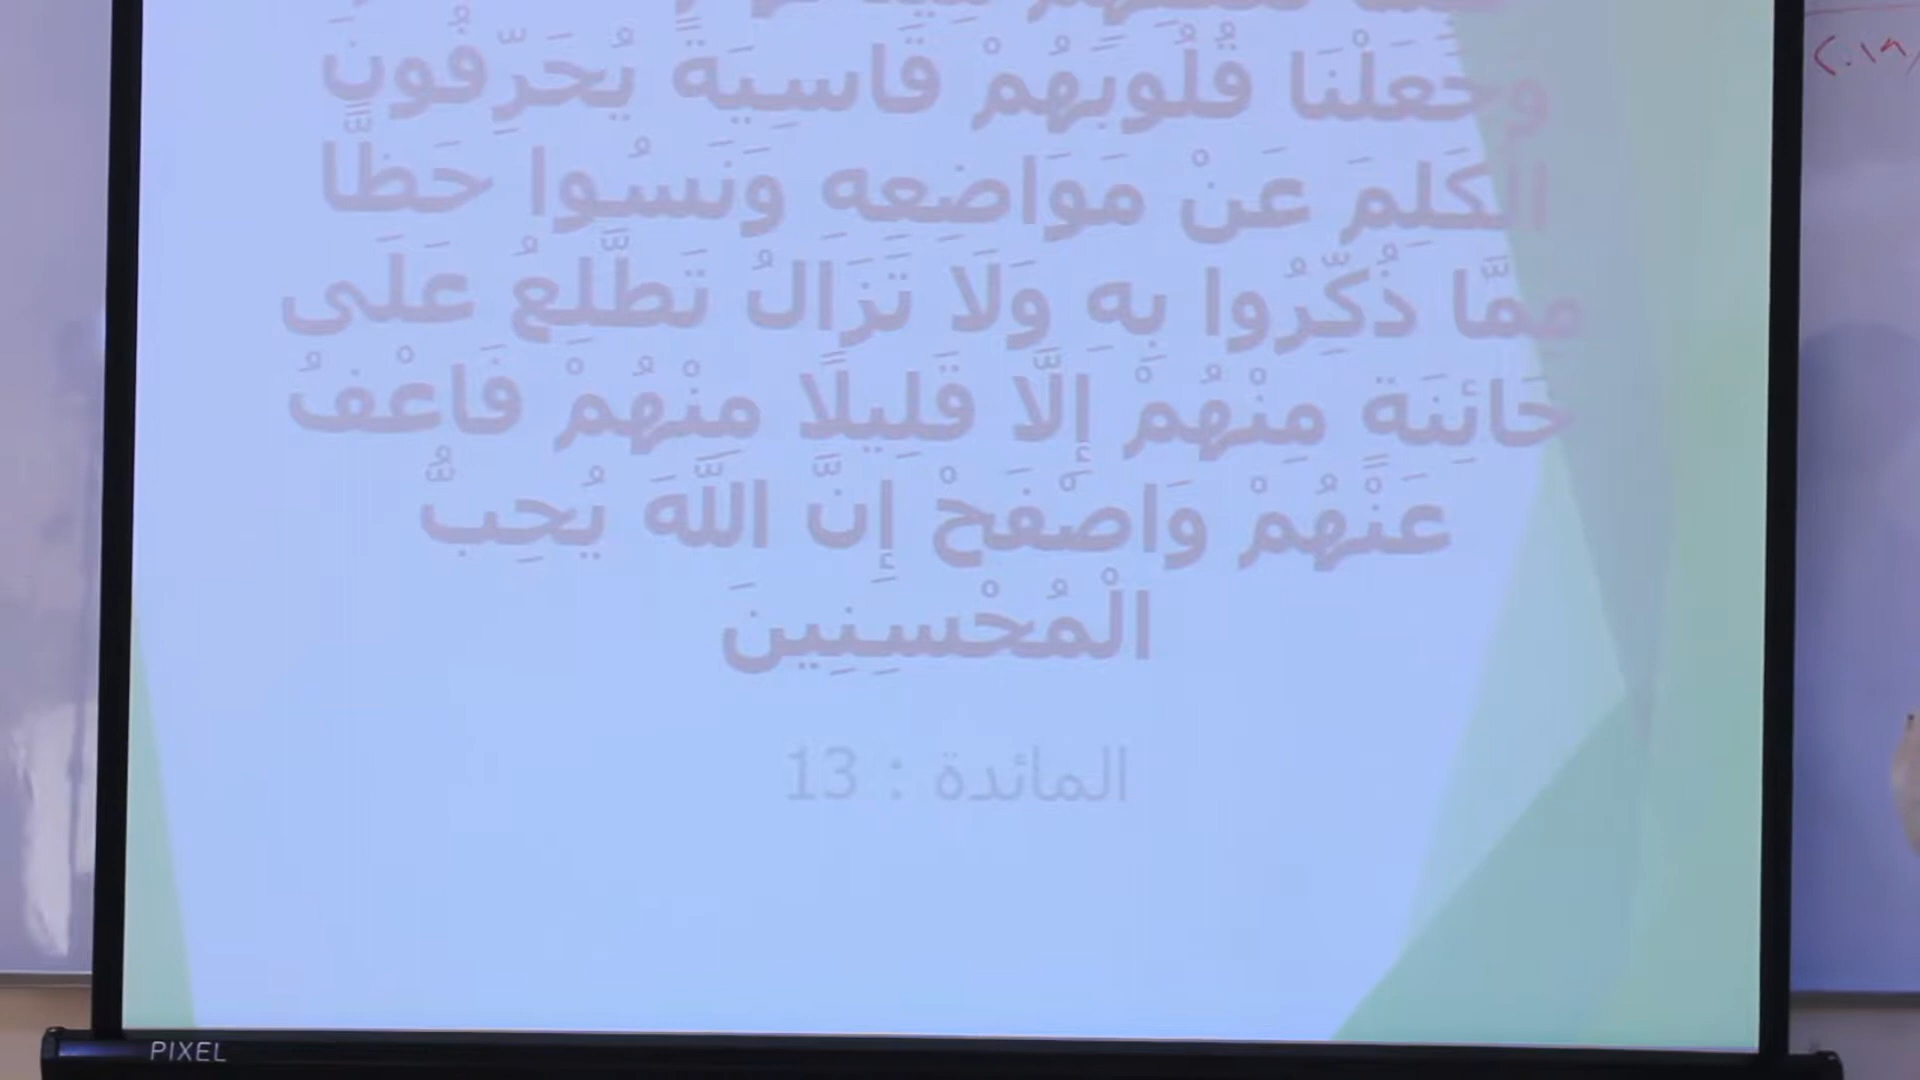 وَجَعَلْنَا قُلُوبَهُمْ قَاسِيَةً يُحَرِّفُونَ
الْكَلِمَ عَنْ مَوَاضِعِهِ وَنَسُوا حَظًّا
مِمَّا ذُكِّرُوا بِهِ وَلَا تَزَالُ تَطَّلِعُ عَلَى
خَائِنَةٍ مِنْهُمْ إِلَّا قَلِيلًا مِنْهُمْ فَاعْفُ
عَنْهُمْ وَاصْفَحْ إِنَّ اللَّهَ يُحِبُّ
الْمُحْسِنِينَ
المائدة : 13
PIXEL